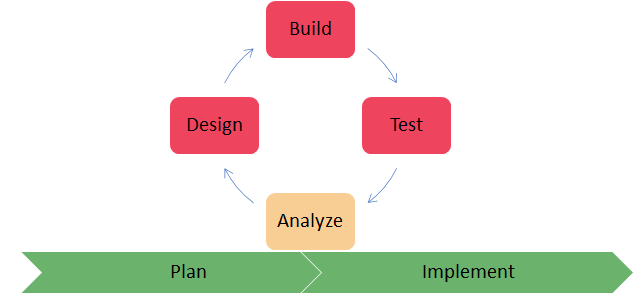 Build
Design
Test
Analyze
Plan
Implement